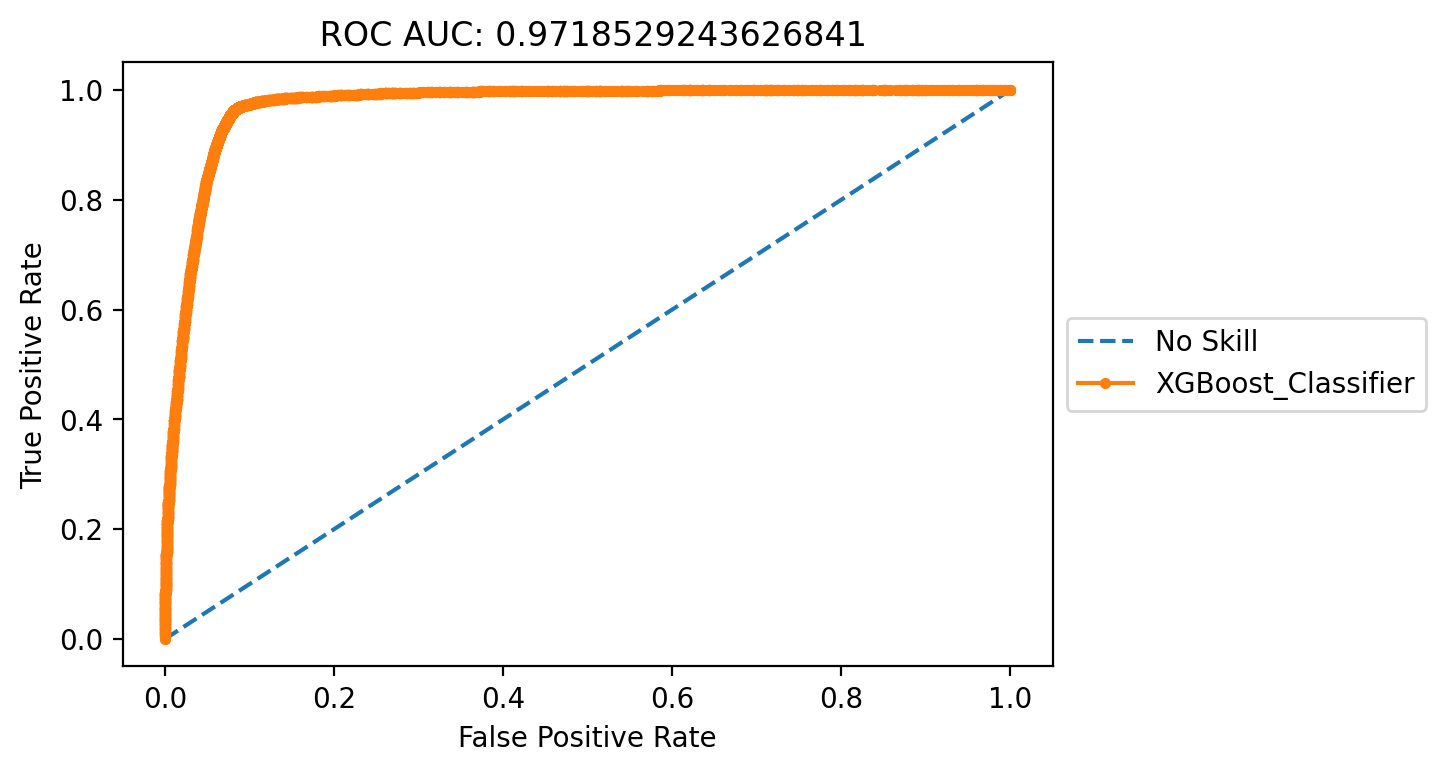 ROC AUC: 0.9718529243626841
1.0
0.8
0.6
0.4
0.2
0.0
True Positive Rate
0.0 0.2 0.4 0.6 0.8 1.0
False Positive Rate
No Skill
XGBoost_Classifier